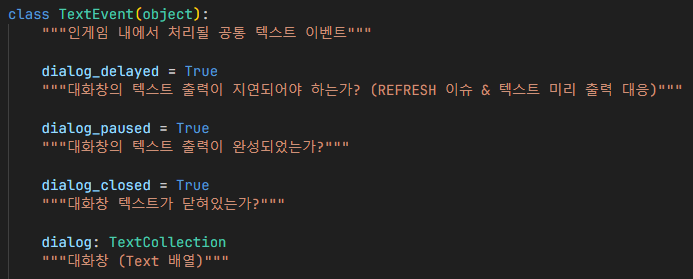 class TextEvent(object):
"""인게임 내에서 처리될 공통 텍스트 이벤트"""
dialog_delayed = True
"""대화창의 텍스트 출력이 지연되어야 하는가? (REFRESH 이슈 & 텍스트 미리 출력 대응)"""
dialog_paused = True
"""대화창의 텍스트 출력이 완성되었는가?"""
dialog_closed = True
"""대화창 텍스트가 닫혀있는가?"""
dialog: TextCollection
"""대화창 (Text 배열)"""